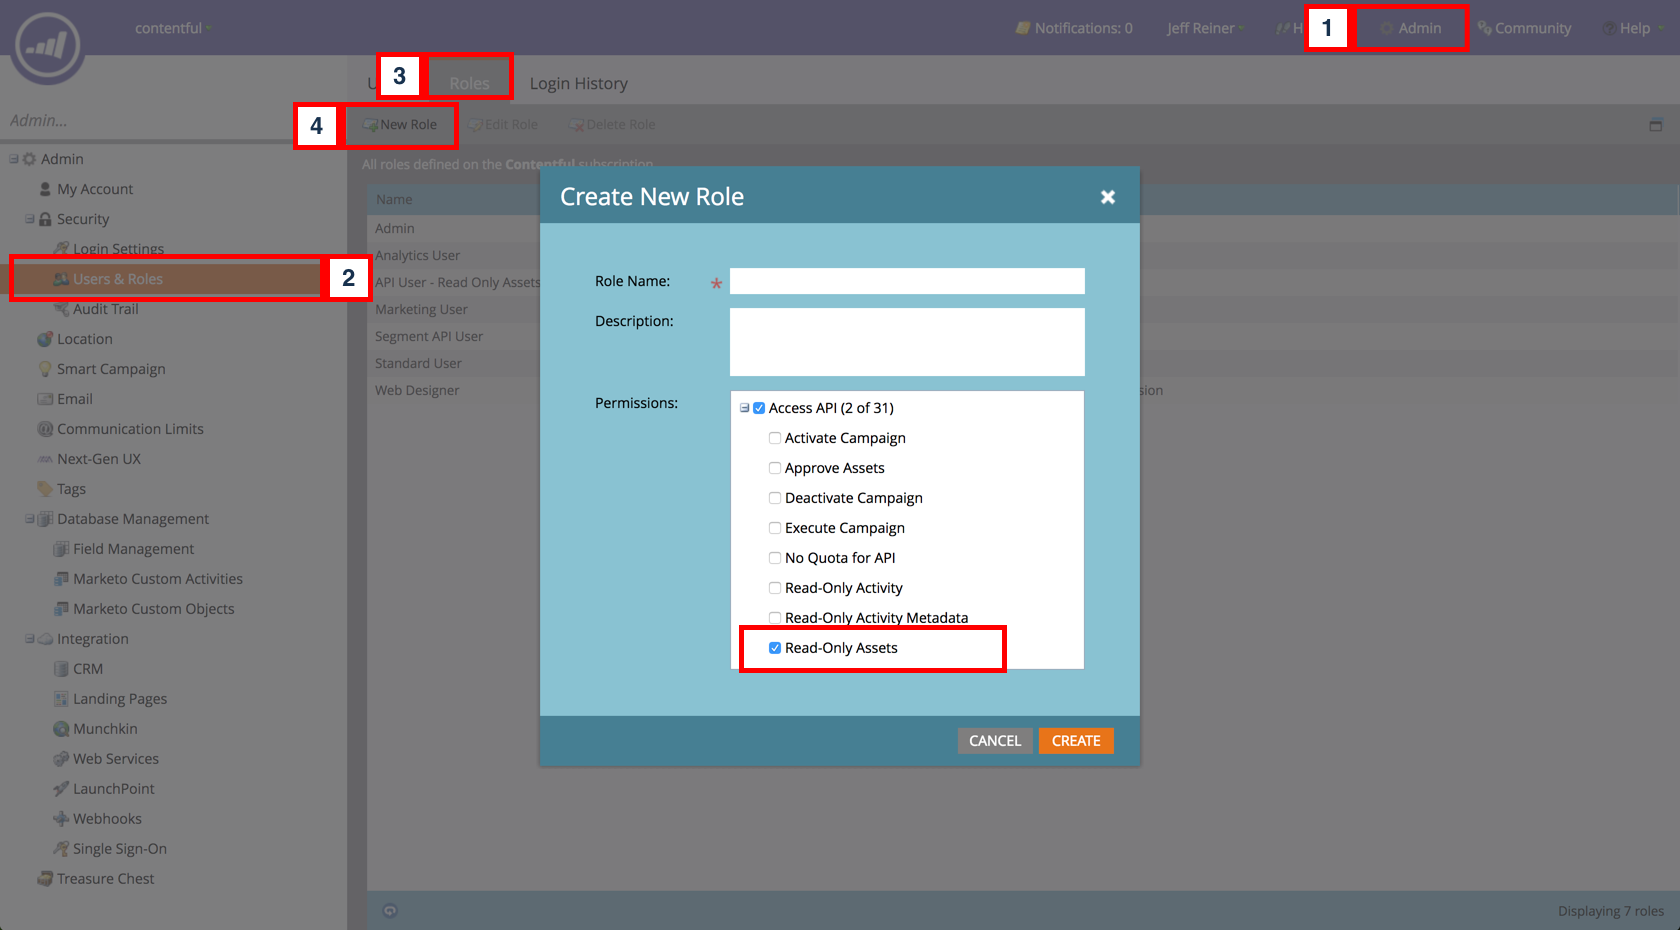 contentful
Notifications: 0
Jeff Reiner
H
1
Admin
Community
Help
U
3
Roles
Login History
Admin...
4
New Role
Edit Role
Delete Role
All roles defined on the Contentful subscription
Admin
My Account
Security
Login Settings
Users & Roles
2
Audit Trail
Location
Smart Campaign
Email
Communication Limits
Next-Gen UX
Tags
Database Management
Field Management
Marketo Custom Activities
Marketo Custom Objects
Integration
CRM
Landing Pages
Munchkin
Web Services
LaunchPoint
Webhooks
Single Sign-On
Treasure Chest
Name
Admin
Analytics User
API User - Read Only Assets
Marketing User
Segment API User
Standard User
Web Designer
sion
Create New Role
Role Name: *
Description:
Permissions:
Access API (2 of 31)
Activate Campaign
Approve Assets
Deactivate Campaign
Execute Campaign
No Quota for API
Read-Only Activity
Read-Only Activity Metadata
Read-Only Assets
CANCEL
CREATE
Displaying 7 roles